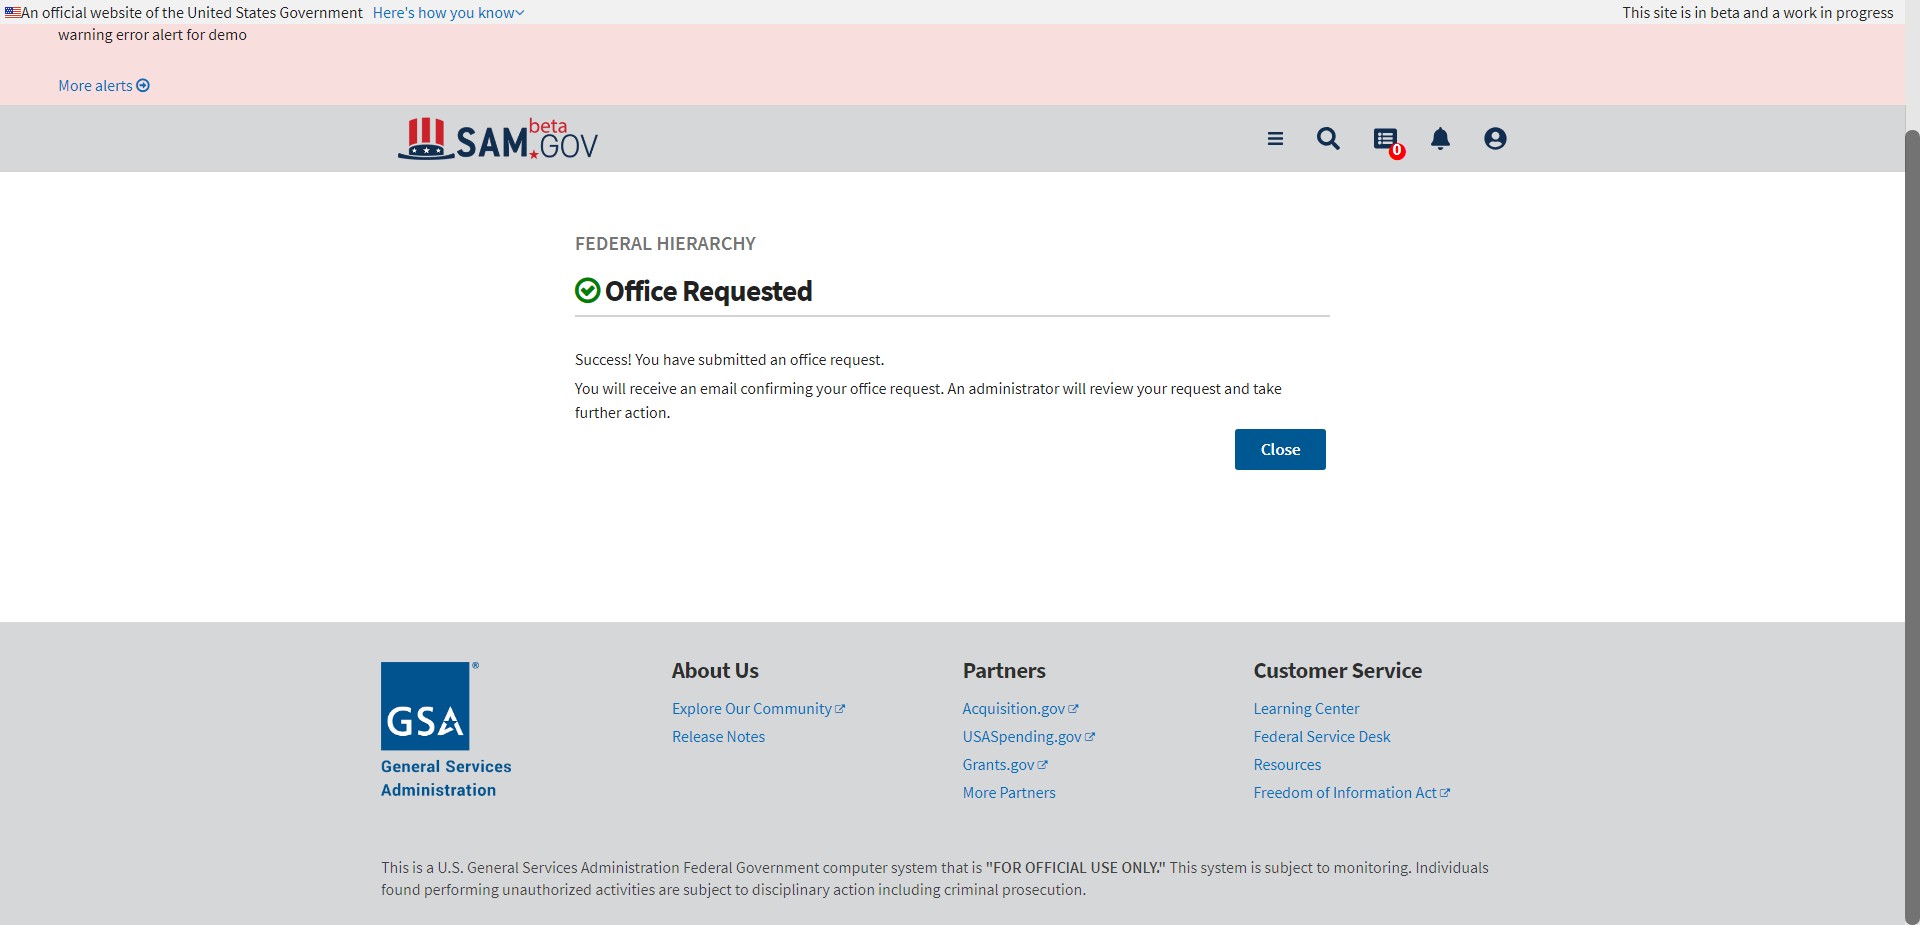 An official website of the United States Government Here's how you know
This site is in beta and a work in progress
warning error alert for demo
More alerts
SAM.GOV beta
0
FEDERAL HIERARCHY
Office Requested
Success! You have submitted an office request.
You will receive an email confirming your office request. An administrator will review your request and take
further action.
Close
GSA ®
General Services
Administration
About Us
Explore Our Community
Release Notes
Partners
Acquisition.gov
USASpending.gov
Grants.gov
More Partners
Customer Service
Learning Center
Federal Service Desk
Resources
Freedom of Information Act
This is a U.S. General Services Administration Federal Government computer system that is "FOR OFFICIAL USE ONLY." This system is subject to monitoring. Individuals
found performing unauthorized activities are subject to disciplinary action including criminal prosecution.